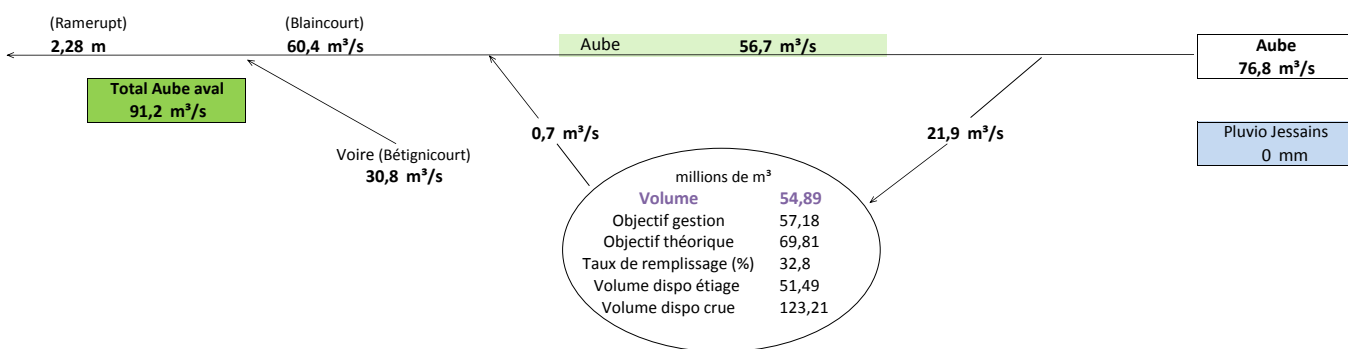 (Ramerupt)
2,28 m
(Blaincourt)
60,4 m³/s
Aube 56,7 m³/s
Aube
76,8 m³/s
Total Aube aval
91,2 m³/s
Voire (Bétignicourt)
30,8 m³/s
0,7 m³/s
21,9 m³/s
Pluvio Jessains
0 mm
millions de m³
Volume 54,89
Objectif gestion 57,18
Objectif théorique 69,81
Taux de remplissage (%) 32,8
Volume dispo étiage 51,49
Volume dispo crue 123,21